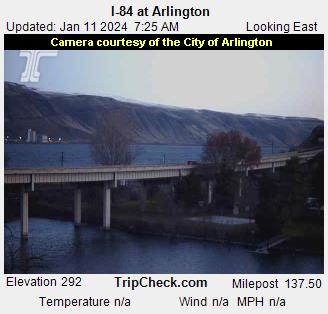 I-84 at Arlington
Updated: Jan 11 2024 7:25 AM Looking East
Camera courtesy of the City of Arlington
Elevation 292 TripCheck.com Milepost 137.50
Temperature n/a Wind n/a MPH n/a